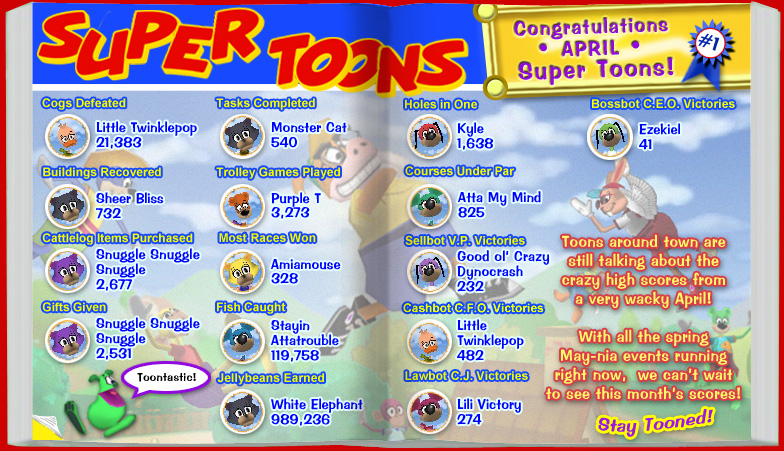 SUPER TOONS
Congratulations
• APRIL •
Super Toons!
#1
Cogs Defeated
Little Twinklepop
21,383
Buildings Recovered
Sheer Bliss
732
Cattlelog Items Purchased
Snuggle Snuggle
Snuggle
2,677
Gifts Given
Snuggle Snuggle
Snuggle
2,531
Toontastic!
Tasks Completed
Monster Cat
540
Trolley Games Played
Purple T
3,273
Most Races Won
Amiamouse
328
Fish Caught
Stayin
Attatrouble
119,758
Jellybeans Earned
White Elephant
989,236
Holes in One
Kyle
1,638
Courses Under Par
Atta My Mind
825
Sellbot V.P. Victories
Good ol' Crazy
Dynocrash
232
Cashbot C.F.O. Victories
Little
Twinklepop
482
Lawbot C.J. Victories
Lili Victory
274
Bossbot C.E.O. Victories
Ezekiel
41
Toons around town are
still talking about the
crazy high scores from
a very wacky April!
With all the spring
May-nia events running
right now, we can't wait
to see this month's scores!
Stay Tooned!